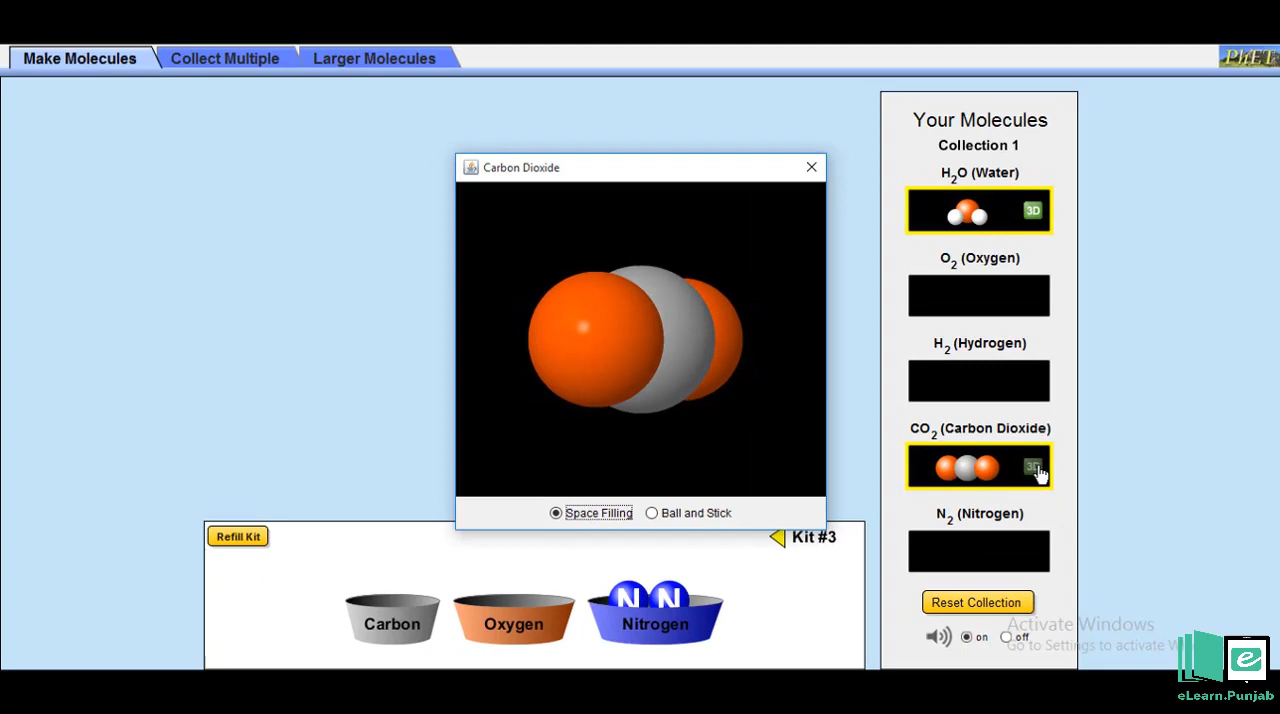 Make Molecules
Collect Multiple
Larger Molecules
PhET
Your Molecules
Collection 1
H2O (Water)
3D
O2 (Oxygen)
H2 (Hydrogen)
CO2 (Carbon Dioxide)
3D
N2 (Nitrogen)
Reset Collection
on
off
Carbon Dioxide
Space Filling
Ball and Stick
Refill Kit
Kit #3
Carbon
Oxygen
N N
Nitrogen
Activate Windows
Go to Settings to activate W
e
eLearn.Punjab